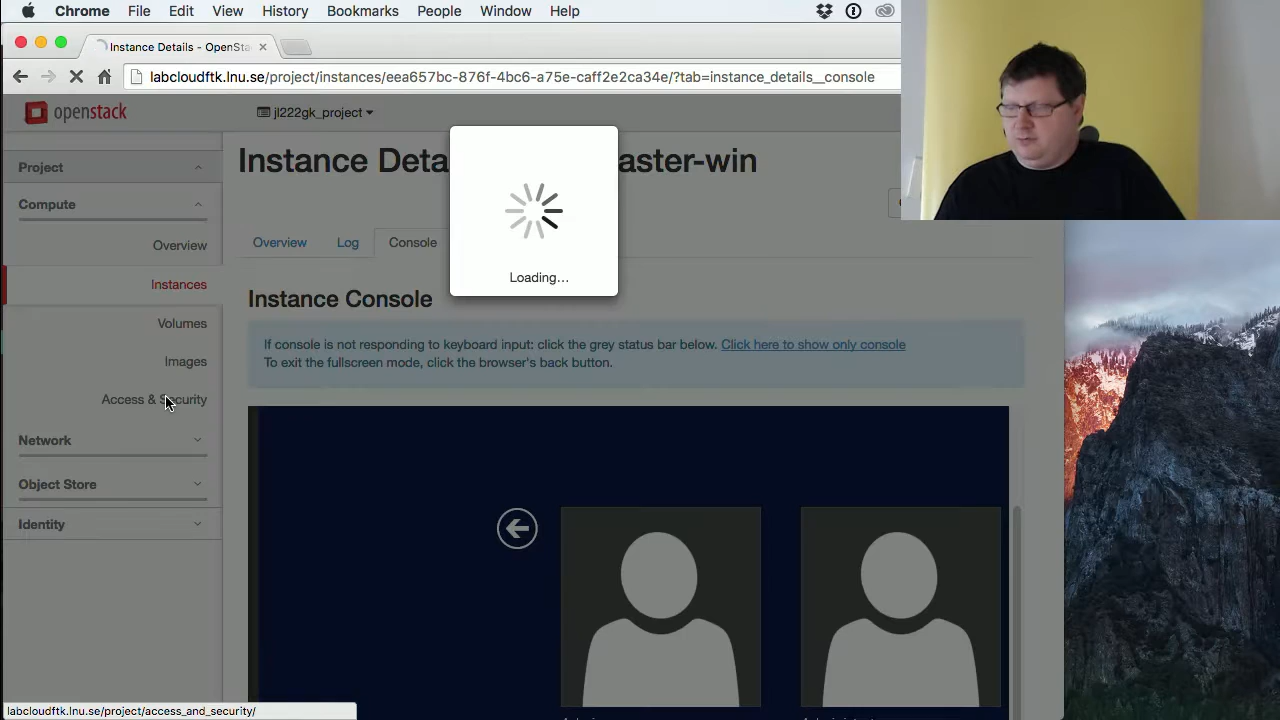 Chrome File Edit View History Bookmarks People Window Help
Instance Details - OpenSta
labcloudftk.lnu.se/project/instances/eea657bc-876f-4bc6-a75e-caff2e2ca34e/?tab=instance_details__console
openstack jl222gk_project
Project
Compute
Overview
Instances
Volumes
Images
Access & Security
Network
Object Store
Identity
Instance Deta aster-win
Overview Log Console
Loading...
Instance Console
If console is not responding to keyboard input: click the grey status bar below. Click here to show only console
To exit the fullscreen mode, click the browser's back button.
labcloudftk.lnu.se/project/access_and_security/